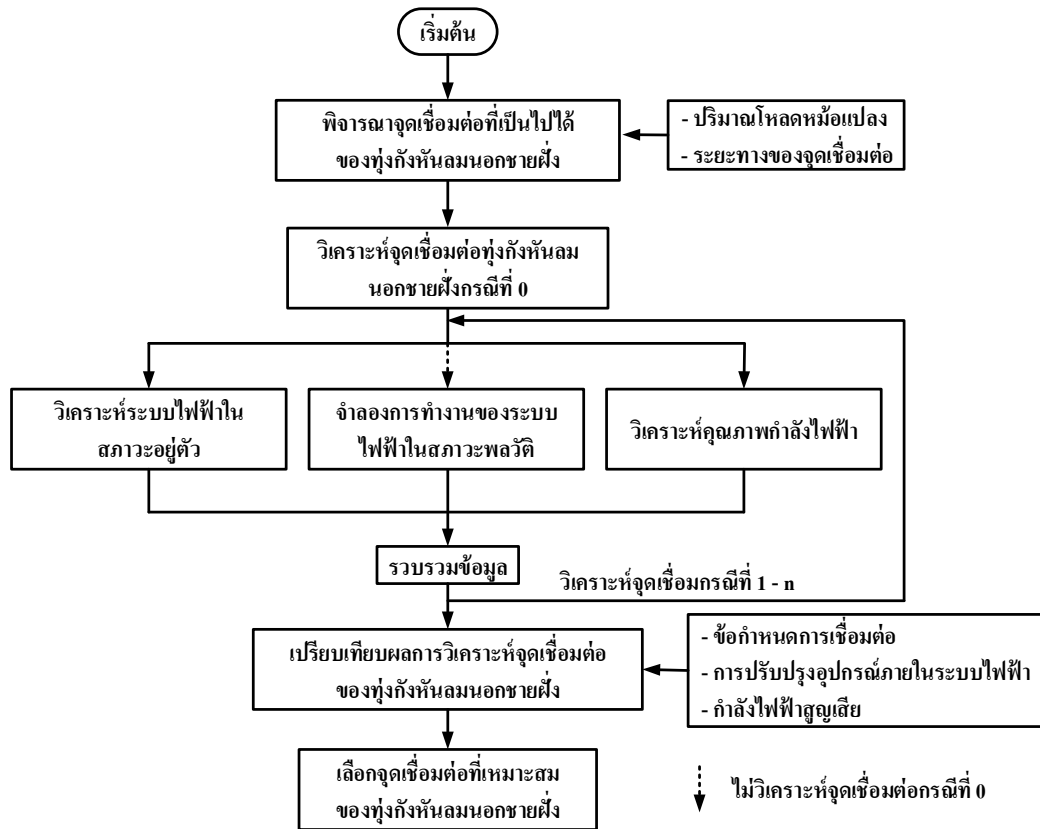 เริ่มต้น
พิจารณาจุดเชื่อมต่อที่เป็นไปได้
ของทุ่งกังหันลมนอกชายฝั่ง
- ปริมาณโหลดหม้อแปลง
- ระยะทางของจุดเชื่อมต่อ
วิเคราะห์จุดเชื่อมต่อทุ่งกังหันลม
นอกชายฝั่งกรณีที่ 0
วิเคราะห์ระบบไฟฟ้าใน
สภาวะอยู่ตัว
จำลองการทำงานของระบบ
ไฟฟ้าในสภาวะพลวัติ
วิเคราะห์คุณภาพกำลังไฟฟ้า
รวบรวมข้อมูล
วิเคราะห์จุดเชื่อมกรณีที่ 1 - n
เปรียบเทียบผลการวิเคราะห์จุดเชื่อมต่อ
ของทุ่งกังหันลมนอกชายฝั่ง
- ข้อกำหนดการเชื่อมต่อ
- การปรับปรุงอุปกรณ์ภายในระบบไฟฟ้า
- กำลังไฟฟ้าสูญเสีย
เลือกจุดเชื่อมต่อที่เหมาะสม
ของทุ่งกังหันลมนอกชายฝั่ง
ไม่วิเคราะห์จุดเชื่อมต่อกรณีที่ 0